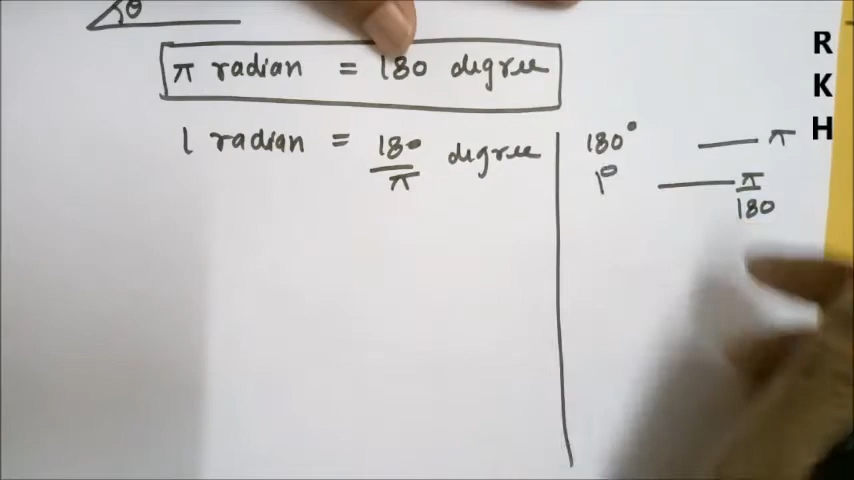 θ
π radian = 180 degree
1 radian = 180/π degree
180° — π
1° — π/180
R
K
H